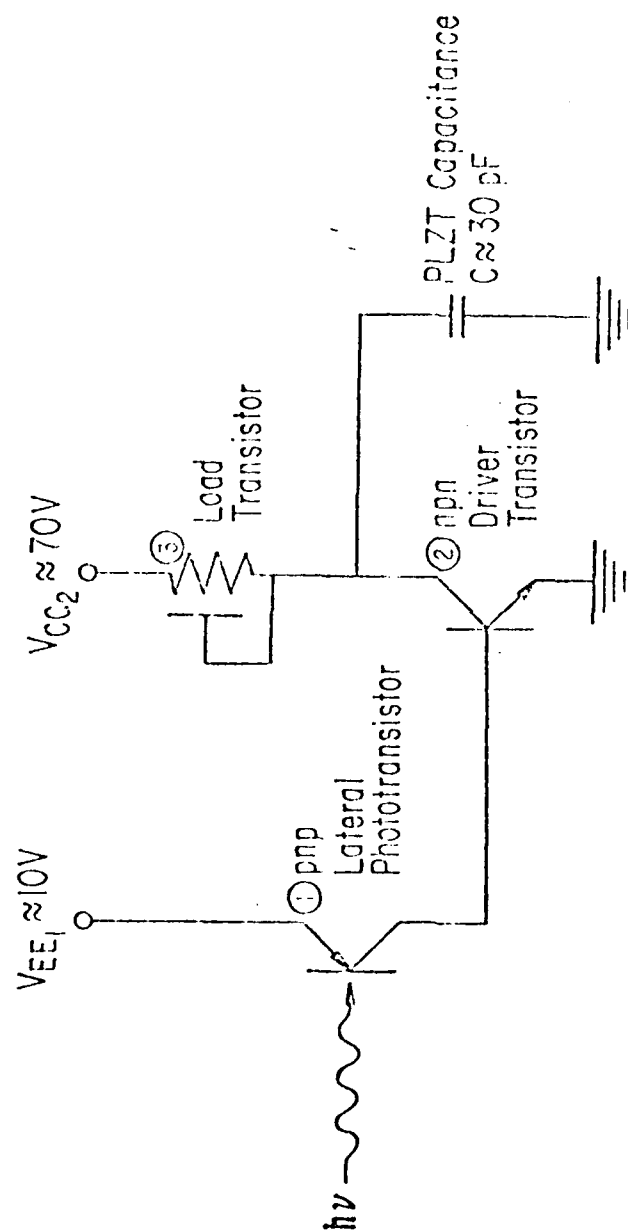 V_EE₁ ≈ 10V
V_CC₂ ≈ 70V
③
Load
Transistor
① pnp
Lateral
Phototransistor
hν
② npn
Driver
Transistor
PLZT Capacitance
C ≈ 30 pF